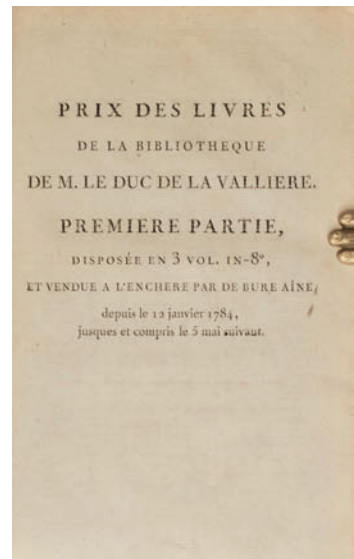 PRIX DES LIVRES
DE LA BIBLIOTHEQUE
DE M. LE DUC DE LA VALLIERE.
PREMIERE PARTIE,
DISPOSÉE EN 3 VOL. IN-8°,
ET VENDUE A L'ENCHERE PAR DE BURE AÎNÉ,
depuis le 12 janvier 1784,
jusques et compris le 5 mai suivant.